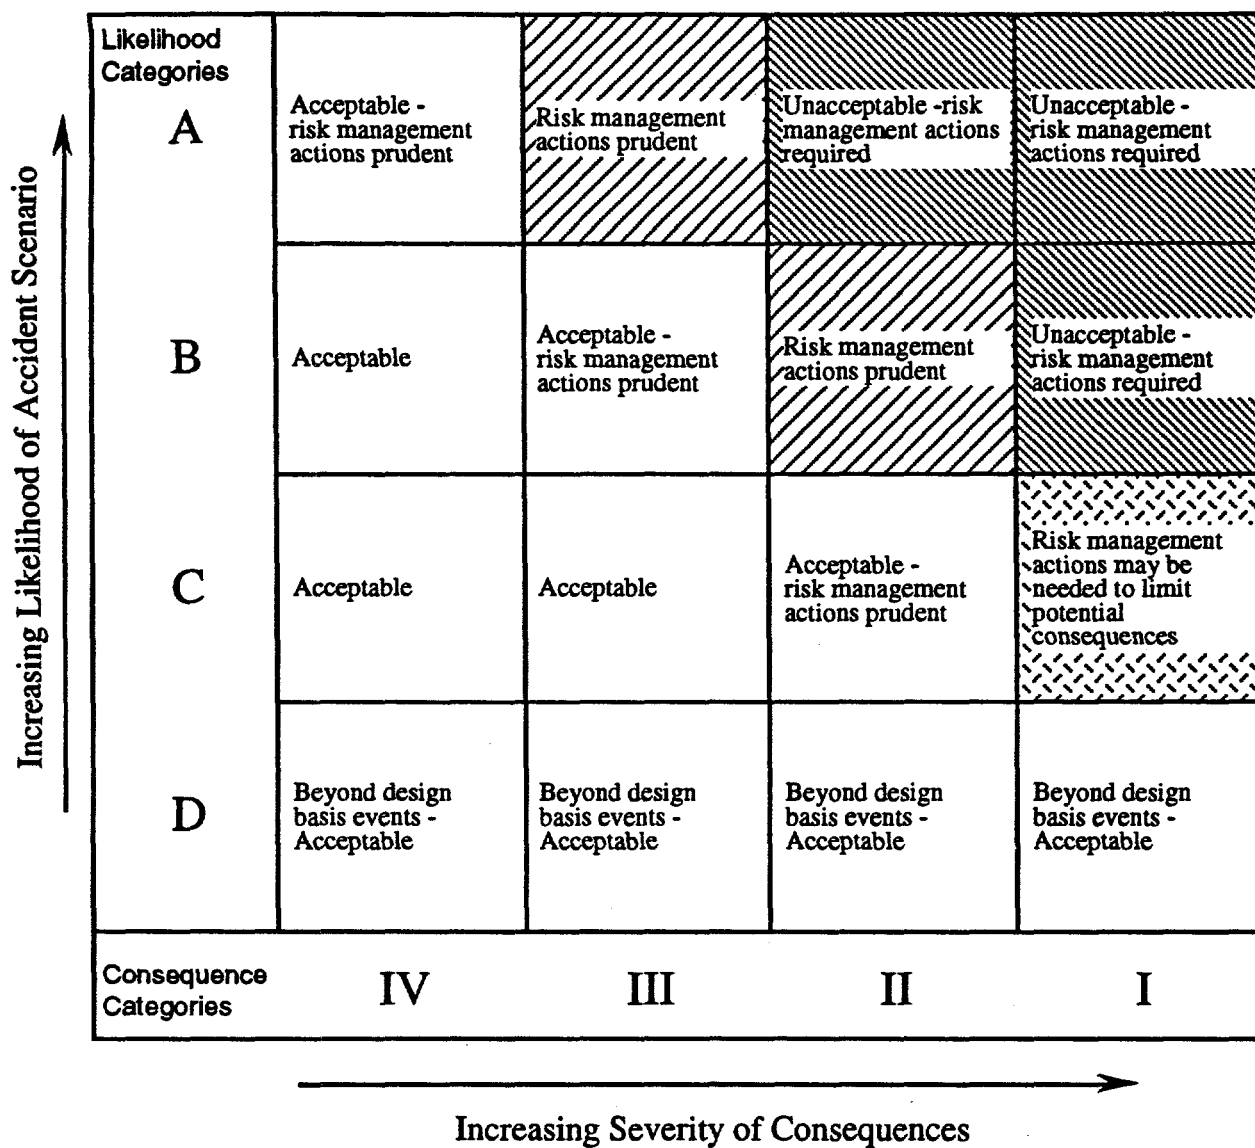 Likelihood
Categories
A
Acceptable -
risk management
actions prudent
Risk management
actions prudent
Unacceptable -risk
management actions
required
Unacceptable -
risk management
actions required
B
Acceptable
Acceptable -
risk management
actions prudent
Risk management
actions prudent
Unacceptable -
risk management
actions required
C
Acceptable
Acceptable
Acceptable -
risk management
actions prudent
Risk management
actions may be
needed to limit
potential
consequences
D
Beyond design
basis events -
Acceptable
Beyond design
basis events -
Acceptable
Beyond design
basis events -
Acceptable
Beyond design
basis events -
Acceptable
Consequence
Categories
IV
III
II
I
Increasing Likelihood of Accident Scenario
Increasing Severity of Consequences